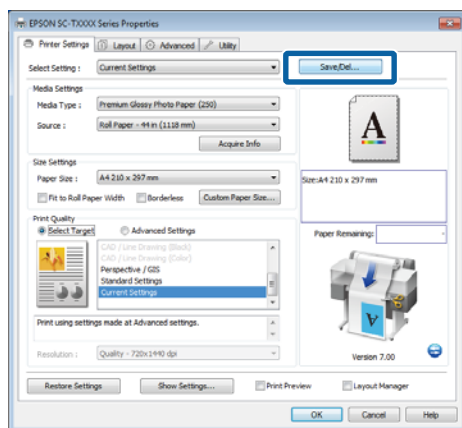 EPSON SC-TXXXX Series Properties
Printer Settings Layout Advanced Utility
Select Setting : Current Settings Save/Del...
Media Settings
Media Type : Premium Glossy Photo Paper (250)
Source : Roll Paper - 44 in (1118 mm)
Acquire Info
A
Size Settings
Paper Size : A4 210 x 297 mm
Size:A4 210 x 297 mm
Fit to Roll Paper Width Borderless Custom Paper Size...
Print Quality
Select Target Advanced Settings
Paper Remaining:
CAD / Line Drawing (Black)
CAD / Line Drawing (Color)
Perspective / GIS
Standard Settings
Current Settings
Print using settings made at Advanced settings.
Resolution : Quality - 720x1440 dpi
Version 7.00
Restore Settings Show Settings... Print Preview Layout Manager
OK Cancel Help